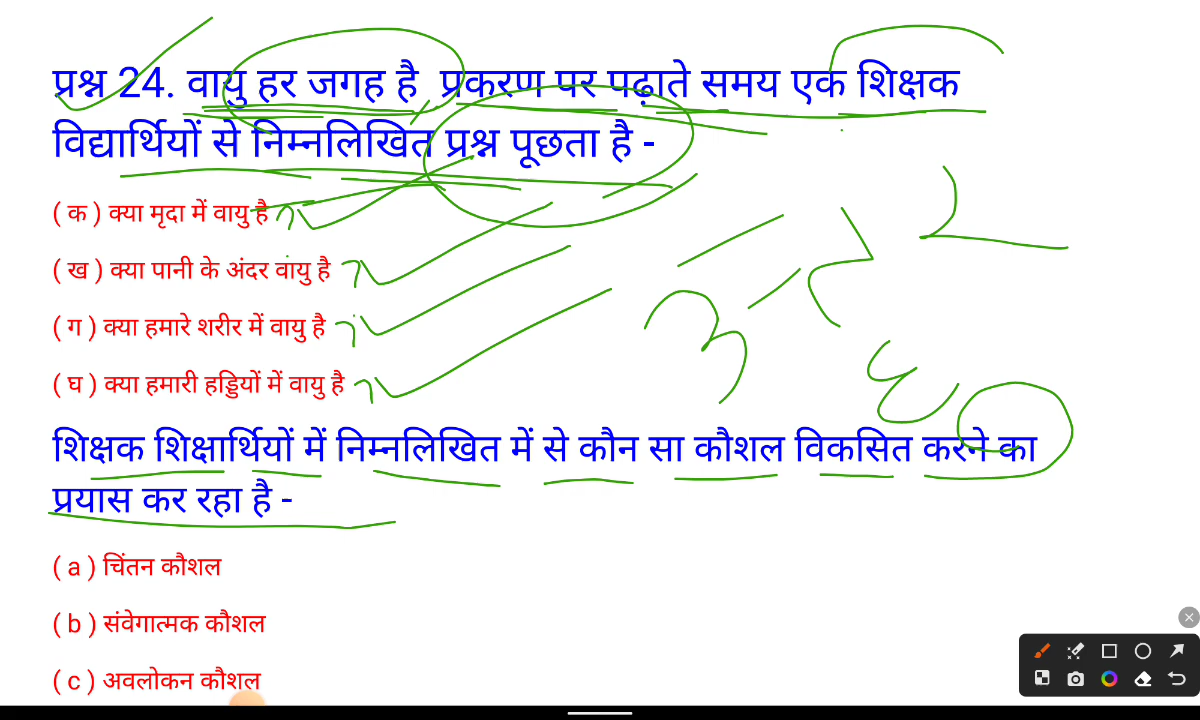 प्रश्न 24. वायु हर जगह है प्रकरण पर पढ़ाते समय एक शिक्षक
विद्यार्थियों से निम्नलिखित प्रश्न पूछता है -
( क ) क्या मृदा में वायु है
( ख ) क्या पानी के अंदर वायु है
( ग ) क्या हमारे शरीर में वायु है
( घ ) क्या हमारी हड्डियों में वायु है
शिक्षक शिक्षार्थियों में निम्नलिखित में से कौन सा कौशल विकसित करने का
प्रयास कर रहा है -
( a ) चिंतन कौशल
( b ) संवेगात्मक कौशल
( c ) अवलोकन कौशल